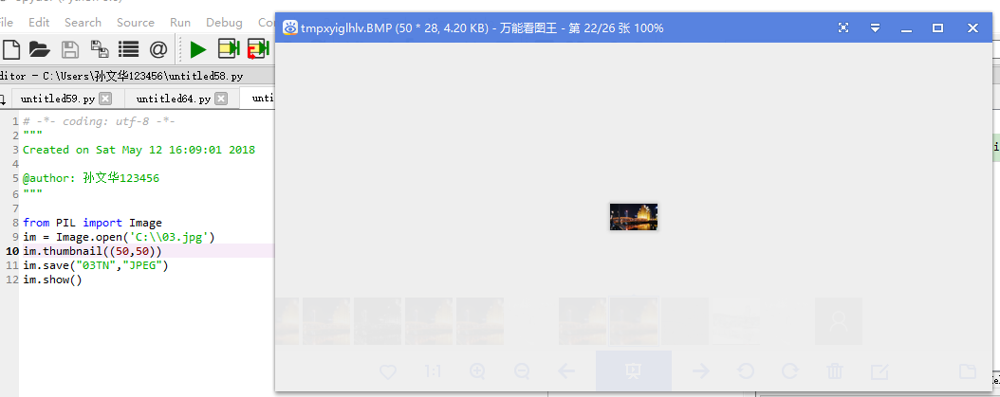 File Edit Search Source Run Debug
tmpxyiglhlv.BMP (50 * 28, 4.20 KB) - 万能看图王 - 第 22/26 张 100%
ditor - C:\Users\孙文华123456\untitled58.py
untitled59.py
untitled64.py
1 # -*- coding: utf-8 -*-
2 """
3 Created on Sat May 12 16:09:01 2018
4
5 @author: 孙文华123456
6 """
7
8 from PIL import Image
9 im = Image.open('C:\\03.jpg')
10 im.thumbnail((50,50))
11 im.save("03TN","JPEG")
12 im.show()
1:1